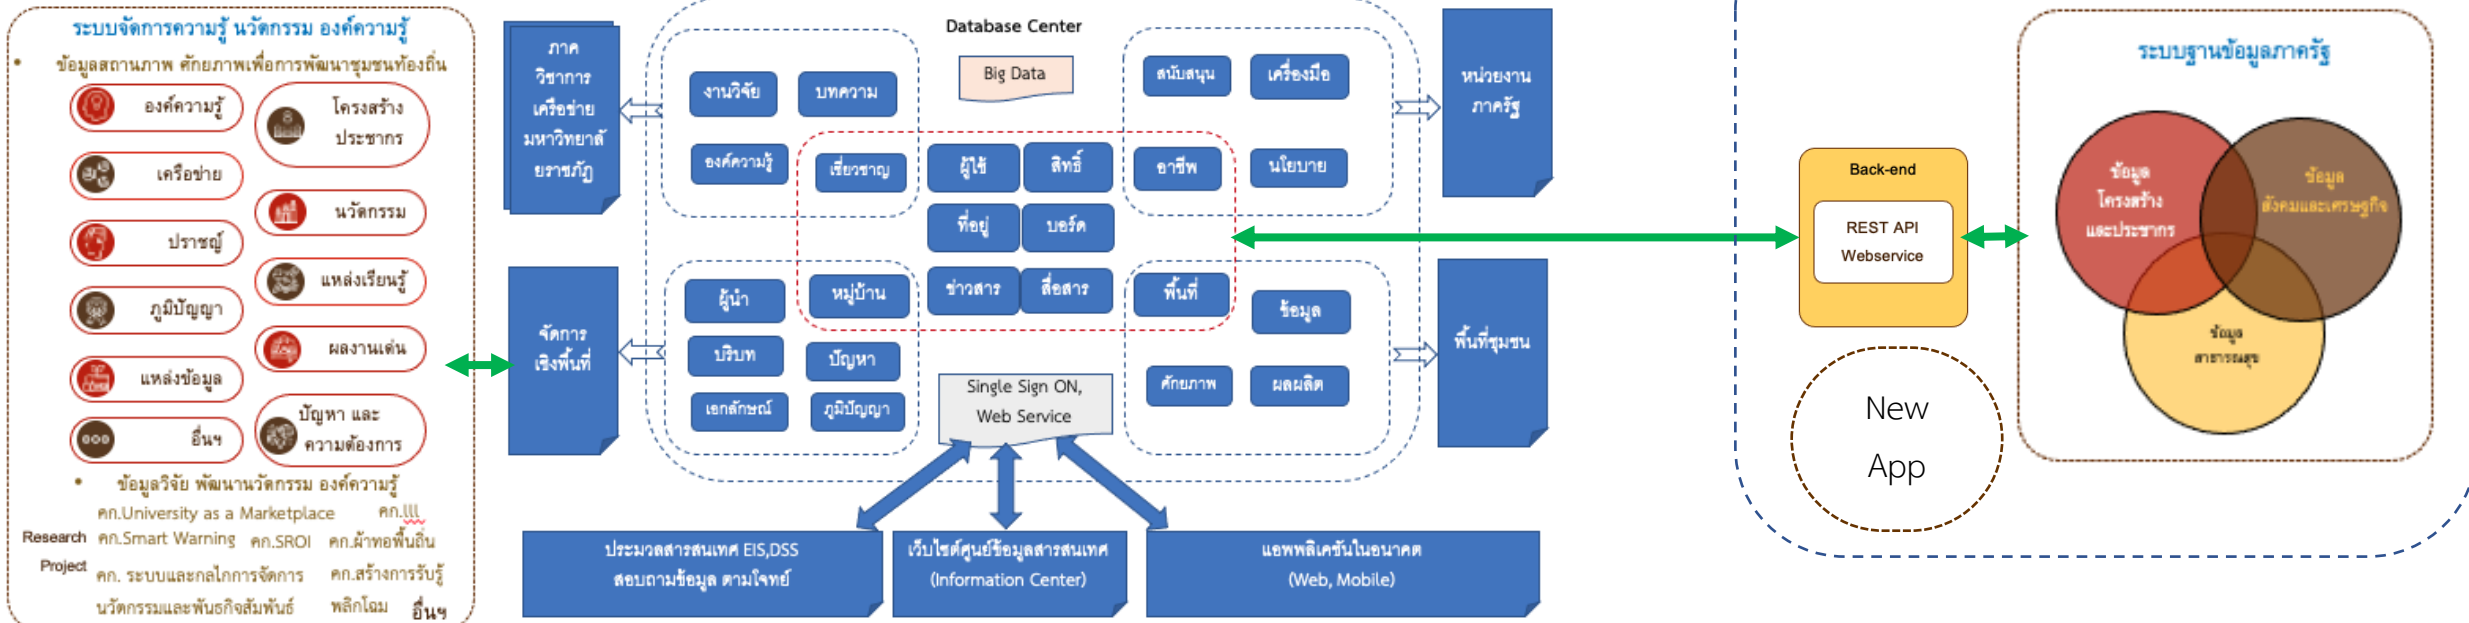 ระบบจัดการความรู้ นวัตกรรม องค์ความรู้
• ข้อมูลสถานภาพ ศักยภาพเพื่อการพัฒนาชุมชนท้องถิ่น
องค์ความรู้
เครือข่าย
ปราชญ์
ภูมิปัญญา
แหล่งข้อมูล
อื่นๆ
โครงสร้าง
ประชากร
นวัตกรรม
แหล่งเรียนรู้
ผลงานเด่น
ปัญหา และ
ความต้องการ
• ข้อมูลวิจัย พัฒนานวัตกรรม องค์ความรู้
คก.University as a Marketplace คก.lll
Research คก.Smart Warning คก.SROI คก.ผ้าทอพื้นถิ่น
Project คก. ระบบและกลไกการจัดการ คก.สร้างการรับรู้
นวัตกรรมและพันธกิจสัมพันธ์ พลิกโฉม อื่นๆ
ภาค
วิชาการ
เครือข่าย
มหาวิทยาลั
ยราชภัฏ
จัดการ
เชิงพื้นที่
Database Center
Big Data
งานวิจัย
บทความ
องค์ความรู้
เชี่ยวชาญ
ผู้ใช้
สิทธิ์
ที่อยู่
บอร์ด
ข่าวสาร
สื่อสาร
สนับสนุน
เครื่องมือ
อาชีพ
นโยบาย
ผู้นำ
หมู่บ้าน
บริบท
ปัญหา
เอกลักษณ์
ภูมิปัญญา
พื้นที่
ข้อมูล
ศักยภาพ
ผลผลิต
Single Sign ON,
Web Service
หน่วยงาน
ภาครัฐ
พื้นที่ชุมชน
ประมวลสารสนเทศ EIS,DSS
สอบถามข้อมูล ตามโจทย์
เว็บไซต์ศูนย์ข้อมูลสารสนเทศ
(Information Center)
แอพพลิเคชันในอนาคต
(Web, Mobile)
Back-end
REST API
Webservice
New
App
ระบบฐานข้อมูลภาครัฐ
ข้อมูล
โครงสร้าง
และประชากร
ข้อมูล
สังคมและเศรษฐกิจ
ข้อมูล
สาธารณสุข